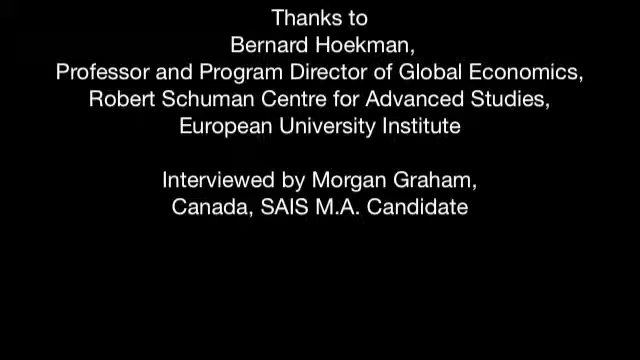 Thanks to
Bernard Hoekman,
Professor and Program Director of Global Economics,
Robert Schuman Centre for Advanced Studies,
European University Institute
Interviewed by Morgan Graham,
Canada, SAIS M.A. Candidate